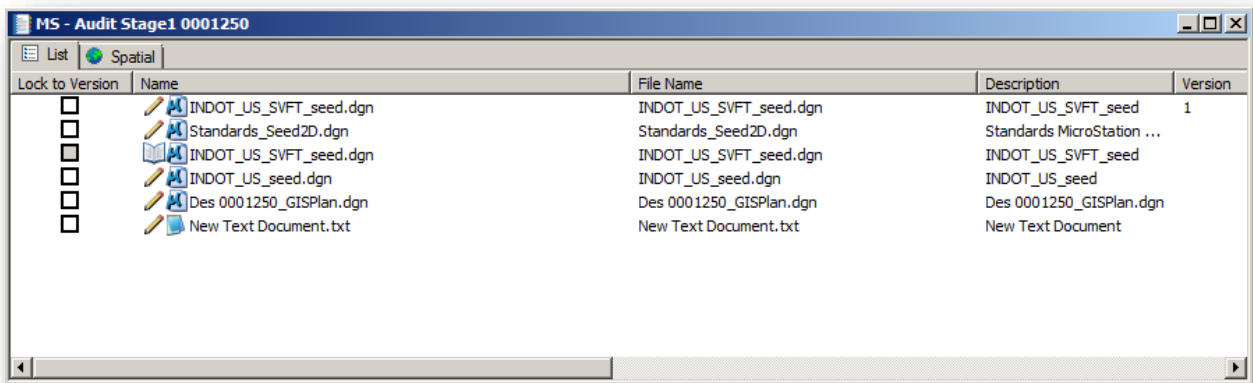 MS - Audit Stage1 0001250
List Spatial
Lock to Version Name File Name Description Version
INDOT_US_SVFT_seed.dgn INDOT_US_SVFT_seed.dgn INDOT_US_SVFT_seed 1
Standards_Seed2D.dgn Standards_Seed2D.dgn Standards MicroStation ...
INDOT_US_SVFT_seed.dgn INDOT_US_SVFT_seed.dgn INDOT_US_SVFT_seed
INDOT_US_seed.dgn INDOT_US_seed.dgn INDOT_US_seed
Des 0001250_GISPlan.dgn Des 0001250_GISPlan.dgn Des 0001250_GISPlan.dgn
New Text Document.txt New Text Document.txt New Text Document